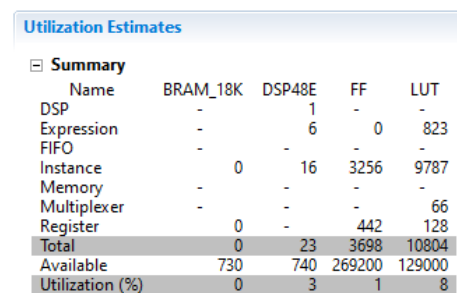 Utilization Estimates
Summary
Name BRAM_18K DSP48E FF LUT
DSP - 1 - -
Expression - 6 0 823
FIFO - - - -
Instance 0 16 3256 9787
Memory - - - -
Multiplexer - - - 66
Register 0 - 442 128
Total 0 23 3698 10804
Available 730 740 269200 129000
Utilization (%) 0 3 1 8